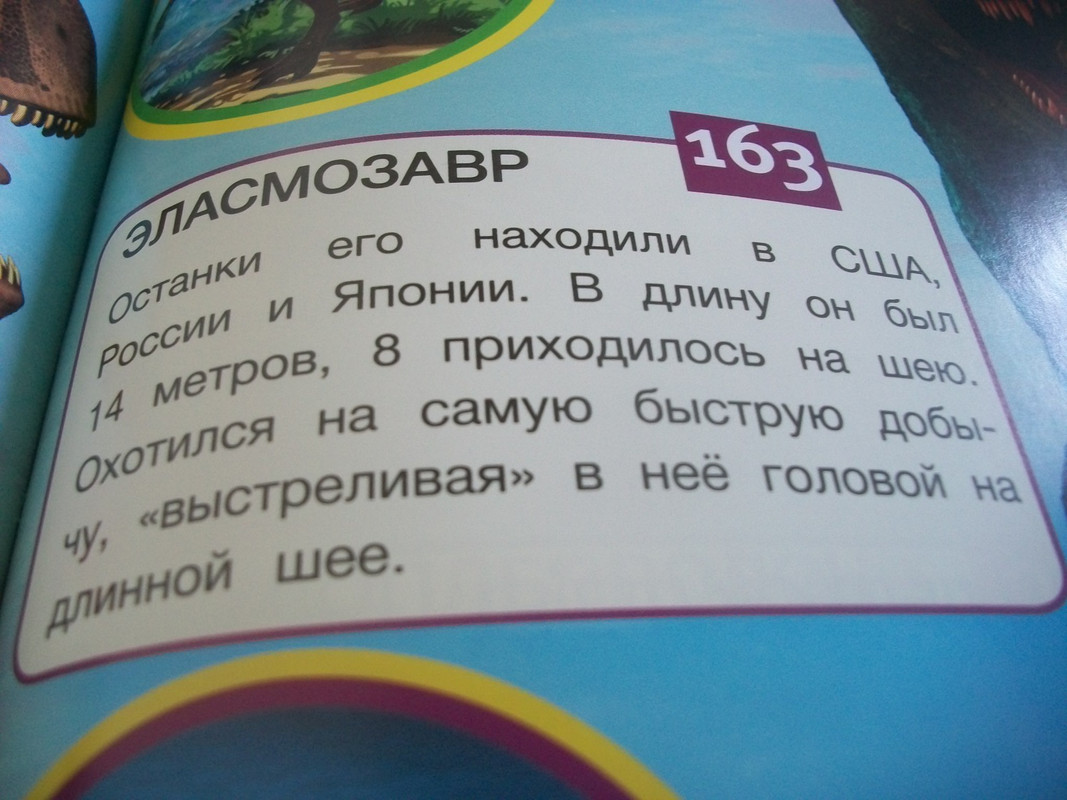 163
ЭЛАСМОЗАВР
Останки его находили в США,
России и Японии. В длину он был
14 метров, 8 приходилось на шею.
Охотился на самую быструю добы-
чу, «выстреливая» в неё головой на
длинной шее.